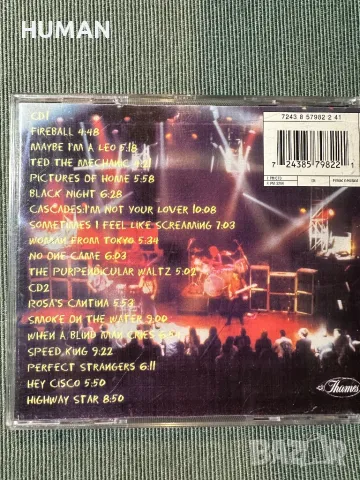 HUMAN
7243 8 57982 2 41
7 24385 79822 1
CD1
FIREBALL 4:48
MAYBE I'M A LEO 5:18
TED THE MECHANIC 4:21
PICTURES OF HOME 5:58
BLACK NIGHT 6:28
CASCADES:I'M NOT YOUR LOVER 10:08
SOMETIMES I FEEL LIKE SCREAMING 7:03
WOMAN FROM TOKYO 5:34
NO ONE CAME 6:03
THE PURPENDICULAR WALTZ 5:02
CD2
ROSA'S CANTINA 5:53
SMOKE ON THE WATER 9:00
WHEN A BLIND MAN CRIES
SPEED KING 9:22
PERFECT STRANGERS 6:11
HEY CISCO 5:50
HIGHWAY STAR 8:50
Thames
bazar